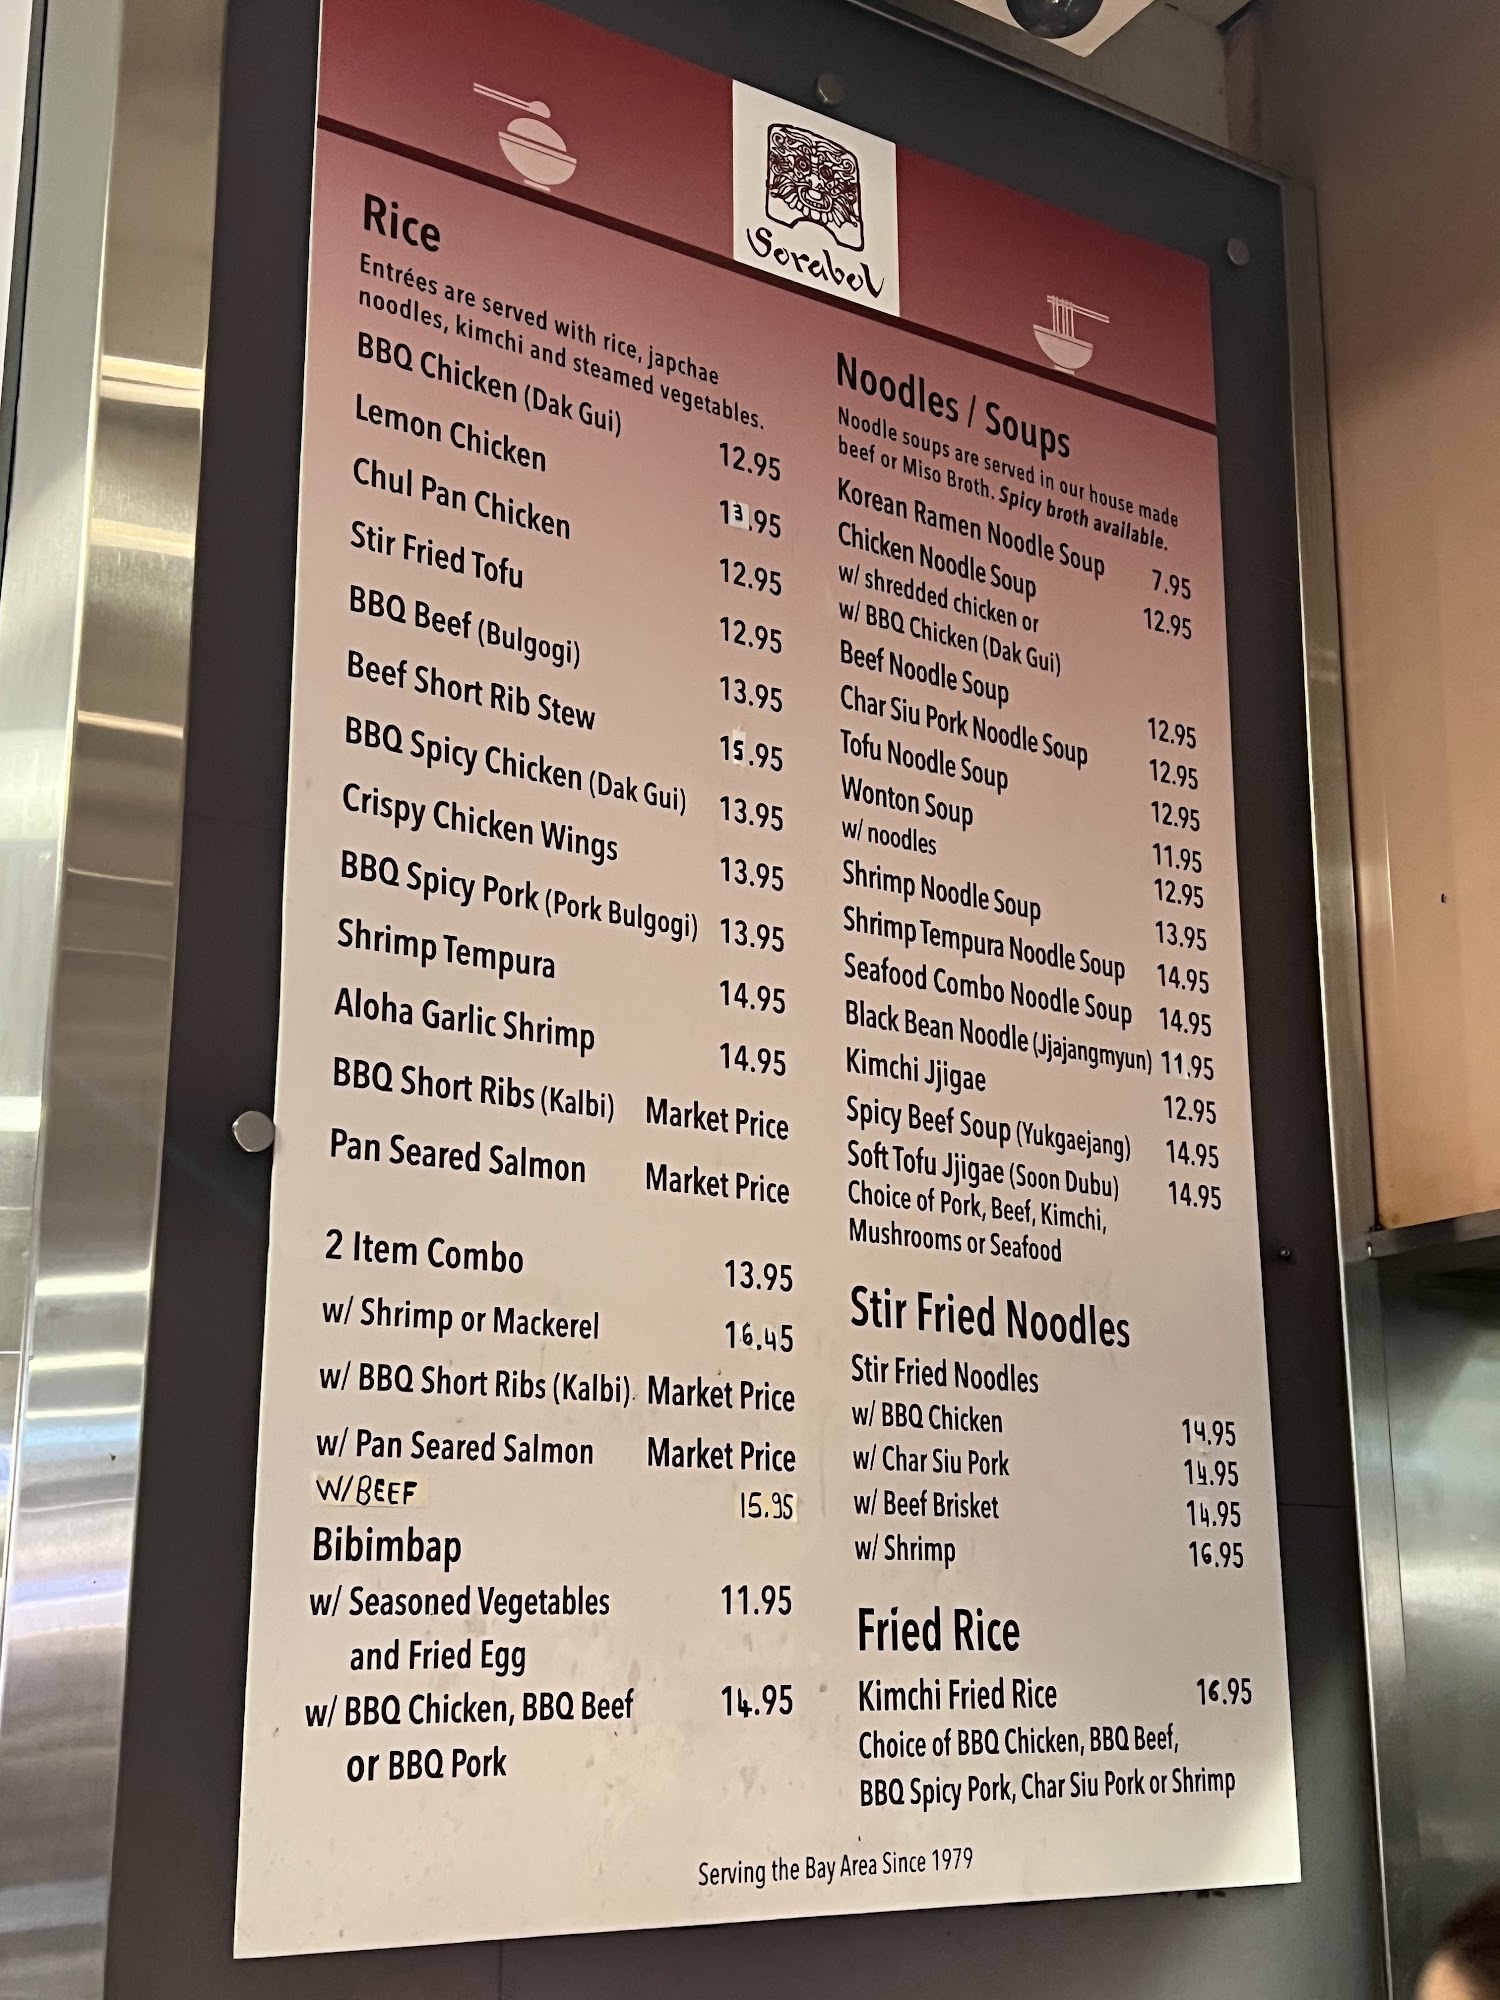 Sorabol
Rice
Entrées are served with rice, japchae
noodles, kimchi and steamed vegetables.
BBQ Chicken (Dak Gui) 12.95
Lemon Chicken 13.95
Chul Pan Chicken 12.95
Stir Fried Tofu 12.95
BBQ Beef (Bulgogi) 13.95
Beef Short Rib Stew 15.95
BBQ Spicy Chicken (Dak Gui) 13.95
Crispy Chicken Wings 13.95
BBQ Spicy Pork (Pork Bulgogi) 13.95
Shrimp Tempura 14.95
Aloha Garlic Shrimp 14.95
BBQ Short Ribs (Kalbi) Market Price
Pan Seared Salmon Market Price
2 Item Combo 13.95
w/ Shrimp or Mackerel 16.45
w/ BBQ Short Ribs (Kalbi) Market Price
w/ Pan Seared Salmon Market Price
W/BEEF 15.95
Bibimbap
w/ Seasoned Vegetables 11.95
and Fried Egg
w/ BBQ Chicken, BBQ Beef 14.95
or BBQ Pork
Noodles / Soups
Noodle soups are served in our house made
beef or Miso Broth. Spicy broth available.
Korean Ramen Noodle Soup 7.95
Chicken Noodle Soup 12.95
w/ shredded chicken or
w/ BBQ Chicken (Dak Gui)
Beef Noodle Soup 12.95
Char Siu Pork Noodle Soup 12.95
Tofu Noodle Soup 12.95
Wonton Soup 11.95
w/ noodles 12.95
Shrimp Noodle Soup 13.95
Shrimp Tempura Noodle Soup 14.95
Seafood Combo Noodle Soup 14.95
Black Bean Noodle (Jjajangmyun) 11.95
Kimchi Jjigae 12.95
Spicy Beef Soup (Yukgaejang) 14.95
Soft Tofu Jjigae (Soon Dubu) 14.95
Choice of Pork, Beef, Kimchi,
Mushrooms or Seafood
Stir Fried Noodles
Stir Fried Noodles
w/ BBQ Chicken 14.95
w/ Char Siu Pork 14.95
w/ Beef Brisket 14.95
w/ Shrimp 16.95
Fried Rice
Kimchi Fried Rice 16.95
Choice of BBQ Chicken, BBQ Beef,
BBQ Spicy Pork, Char Siu Pork or Shrimp
Serving the Bay Area Since 1979